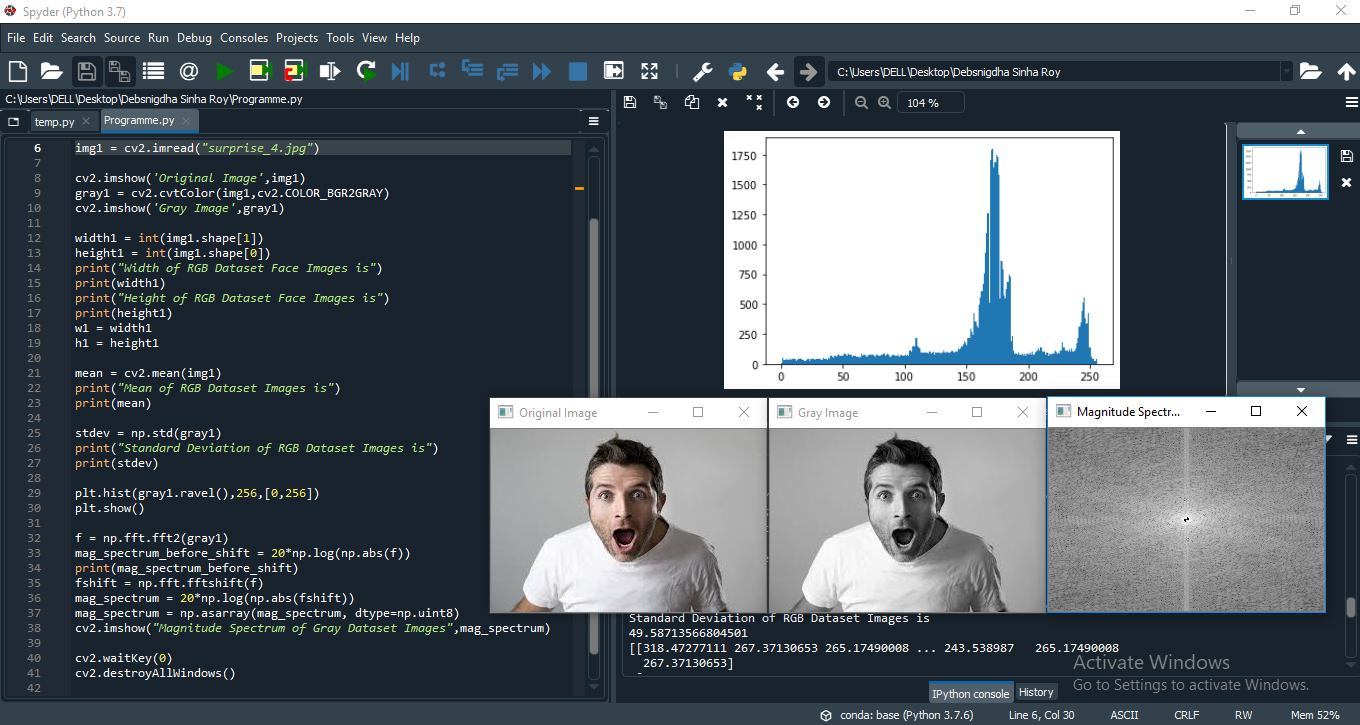 Spyder (Python 3.7)
File Edit Search Source Run Debug Consoles Projects Tools View Help
C:\Users\DELL\Desktop\Debsnigdha Sinha Roy
C:\Users\DELL\Desktop\Debsnigdha Sinha Roy\Programme.py
temp.py Programme.py
6 img1 = cv2.imread("surprise_4.jpg")
7
8 cv2.imshow('Original Image',img1)
9 gray1 = cv2.cvtColor(img1,cv2.COLOR_BGR2GRAY)
10 cv2.imshow('Gray Image',gray1)
11
12 width1 = int(img1.shape[1])
13 height1 = int(img1.shape[0])
14 print("Width of RGB Dataset Face Images is")
15 print(width1)
16 print("Height of RGB Dataset Face Images is")
17 print(height1)
18 w1 = width1
19 h1 = height1
20
21 mean = cv2.mean(img1)
22 print("Mean of RGB Dataset Images is")
23 print(mean)
24
25 stdev = np.std(gray1)
26 print("Standard Deviation of RGB Dataset Images is")
27 print(stdev)
28
29 plt.hist(gray1.ravel(),256,[0,256])
30 plt.show()
31
32 f = np.fft.fft2(gray1)
33 mag_spectrum_before_shift = 20*np.log(np.abs(f))
34 print(mag_spectrum_before_shift)
35 fshift = np.fft.fftshift(f)
36 mag_spectrum = 20*np.log(np.abs(fshift))
37 mag_spectrum = np.asarray(mag_spectrum, dtype=np.uint8)
38 cv2.imshow("Magnitude Spectrum of Gray Dataset Images",mag_spectrum)
39
40 cv2.waitKey(0)
41 cv2.destroyAllWindows()
42
104 %
1750
1500
1250
1000
750
500
250
0
0 50 100 150 200 250
Original Image
Gray Image
Magnitude Spectr...
Standard Deviation of RGB Dataset Images is
49.58713566804501
[[318.47277111 267.37130653 265.17490008 ... 243.538987 265.17490008
267.37130653]
Activate Windows
Go to Settings to activate Windows.
IPython console History
conda: base (Python 3.7.6) Line 6, Col 30 ASCII CRLF RW Mem 52%